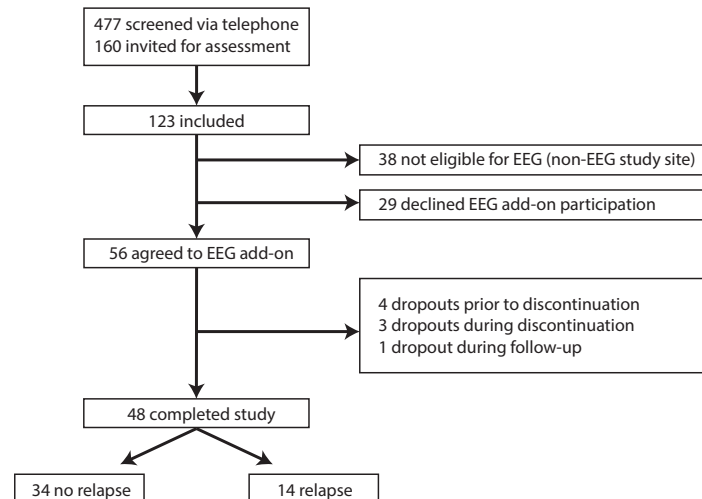 477 screened via telephone
160 invited for assessment
123 included
38 not eligible for EEG (non-EEG study site)
29 declined EEG add-on participation
56 agreed to EEG add-on
4 dropouts prior to discontinuation
3 dropouts during discontinuation
1 dropout during follow-up
48 completed study
34 no relapse
14 relapse